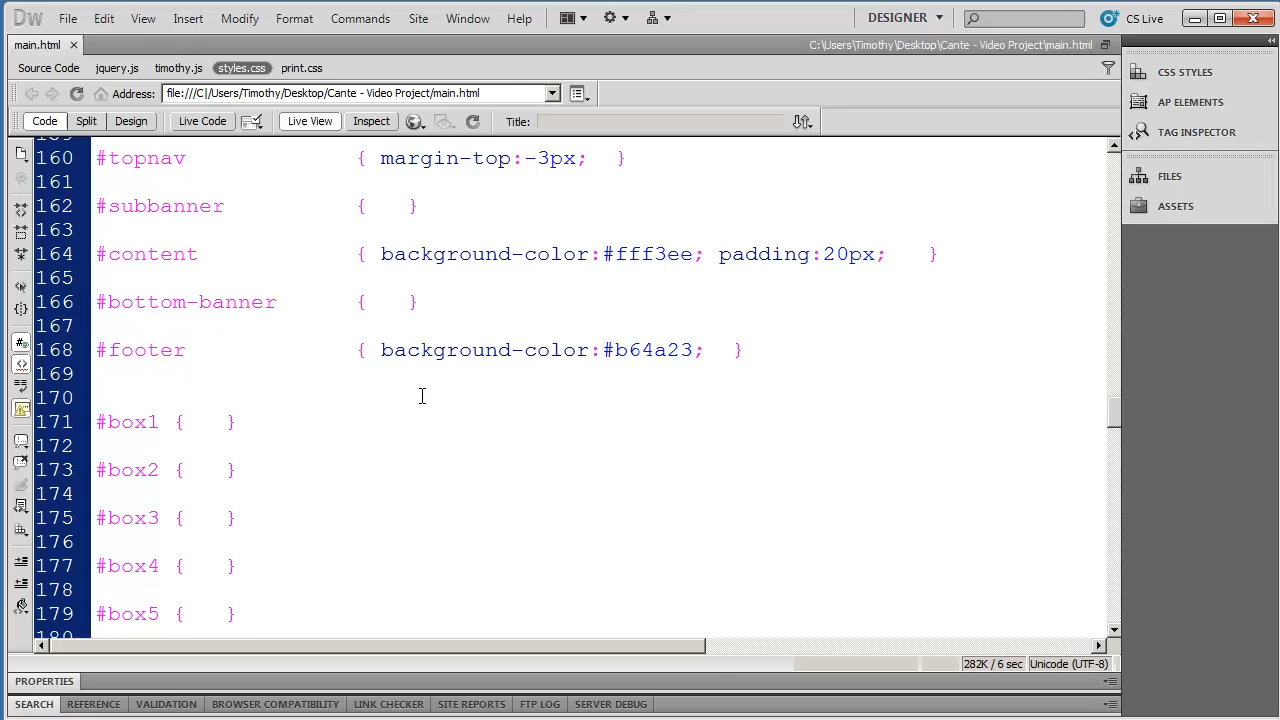 Dw File Edit View Insert Modify Format Commands Site Window Help DESIGNER CS Live
main.html C:\Users\Timothy\Desktop\Cante - Video Project\main.html
Source Code jquery.js timothy.js styles.css print.css
Address: file:///C|/Users/Timothy/Desktop/Cante - Video Project/main.html
Code Split Design Live Code Live View Inspect Title:
160 #topnav { margin-top:-3px; }
161
162 #subbanner { }
163
164 #content { background-color:#fff3ee; padding:20px; }
165
166 #bottom-banner { }
167
168 #footer { background-color:#b64a23; }
169
170
171 #box1 { }
172
173 #box2 { }
174
175 #box3 { }
176
177 #box4 { }
178
179 #box5 { }
282K / 6 sec Unicode (UTF-8)
PROPERTIES
SEARCH REFERENCE VALIDATION BROWSER COMPATIBILITY LINK CHECKER SITE REPORTS FTP LOG SERVER DEBUG
CSS STYLES
AP ELEMENTS
TAG INSPECTOR
FILES
ASSETS